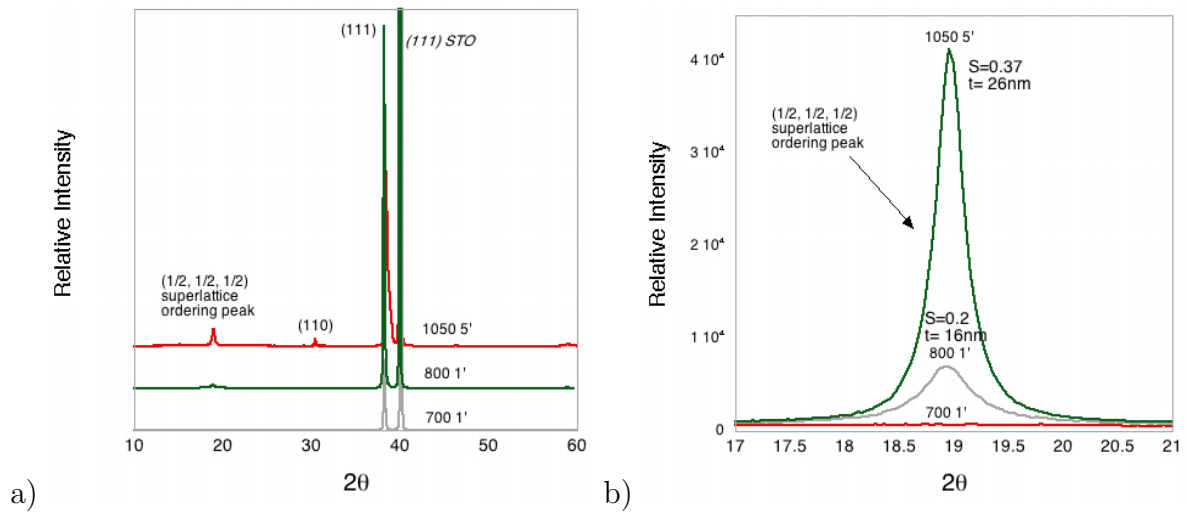 (111)
(111) STO
Relative Intensity
(1/2, 1/2, 1/2)
superlattice
ordering peak
(110)
1050 5'
800 1'
700 1'
10
20
30
40
50
60
2θ
a)
1050 5'
S=0.37
t= 26nm
4 10⁴
(1/2, 1/2, 1/2)
superlattice
ordering peak
3 10⁴
Relative Intensity
2 10⁴
1 10⁴
S=0.2
t= 16nm
800 1'
700 1'
0
17
17.5
18
18.5
19
19.5
20
20.5
21
2θ
b)